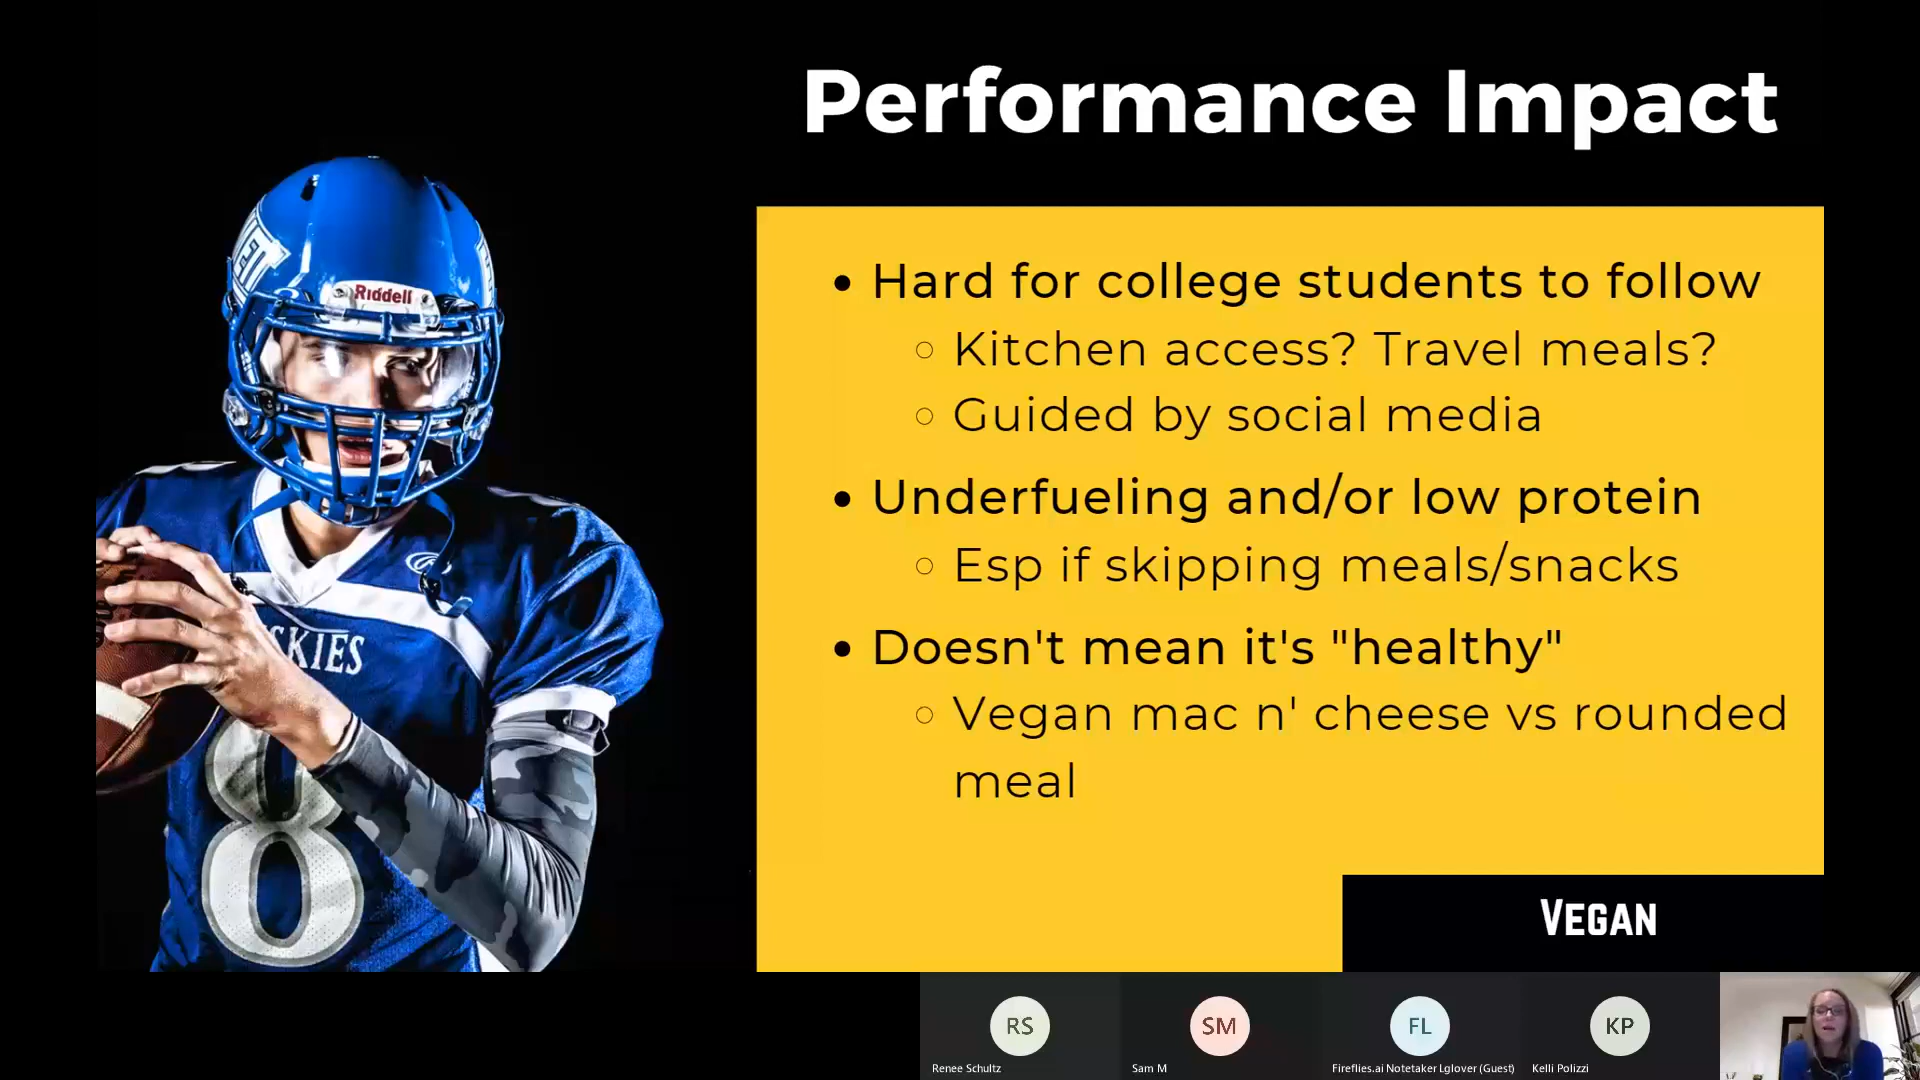 Performance Impact
• Hard for college students to follow
○ Kitchen access? Travel meals?
○ Guided by social media
• Underfueling and/or low protein
○ Esp if skipping meals/snacks
• Doesn't mean it's "healthy"
○ Vegan mac n' cheese vs rounded
meal
VEGAN
Riddell
SKIES
8
RS
SM
FL
KP
Renee Schultz
Sam M
Fireflies.ai Notetaker Lglover (Guest)
Kelli Polizzi